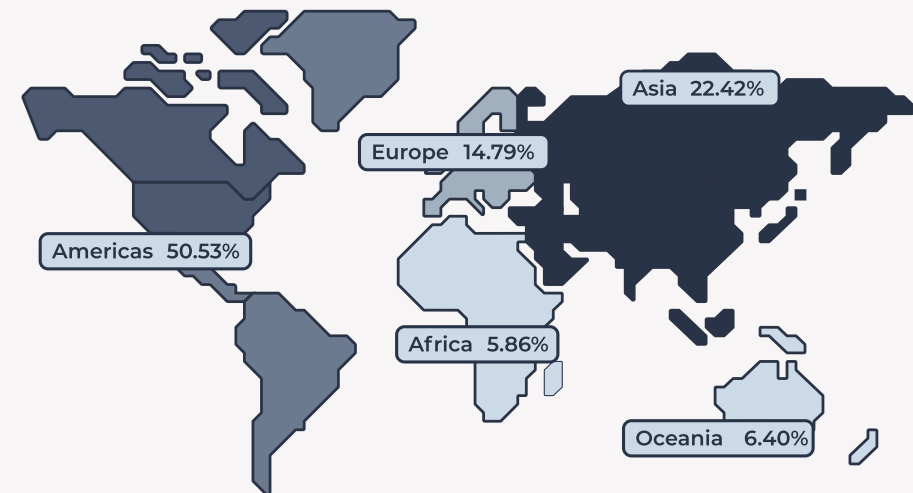 Asia 22.42%
Europe 14.79%
Americas 50.53%
Africa 5.86%
Oceania 6.40%